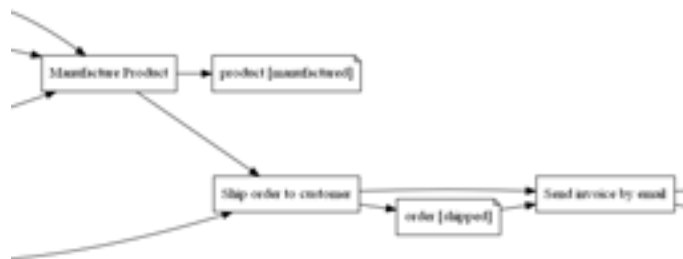 Manufacture Product
product [manufactured]
Ship order to customer
Send invoice by email
order [shipped]